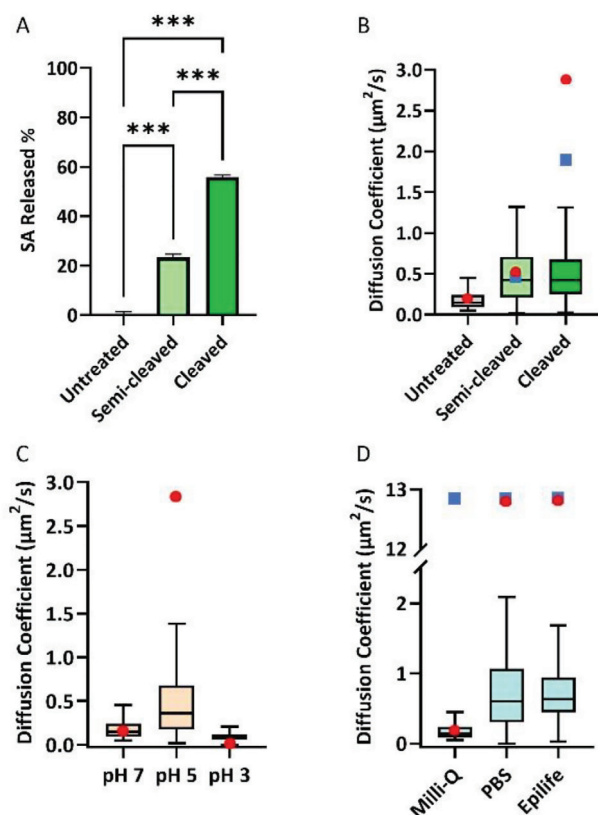 A
SA Released %
100
80
60
40
20
0
***
***
***
Untreated
Semi-cleaved
Cleaved
B
Diffusion Coefficient (μm²/s)
3.0
2.5
2.0
1.5
1.0
0.5
0.0
Untreated
Semi-cleaved
Cleaved
C
Diffusion Coefficient (μm²/s)
3.0
2.5
2.0
1.5
1.0
0.5
0.0
pH 7 pH 5 pH 3
D
Diffusion Coefficient (μm²/s)
13
12
2
1
0
Milli-Q
PBS
Epilife